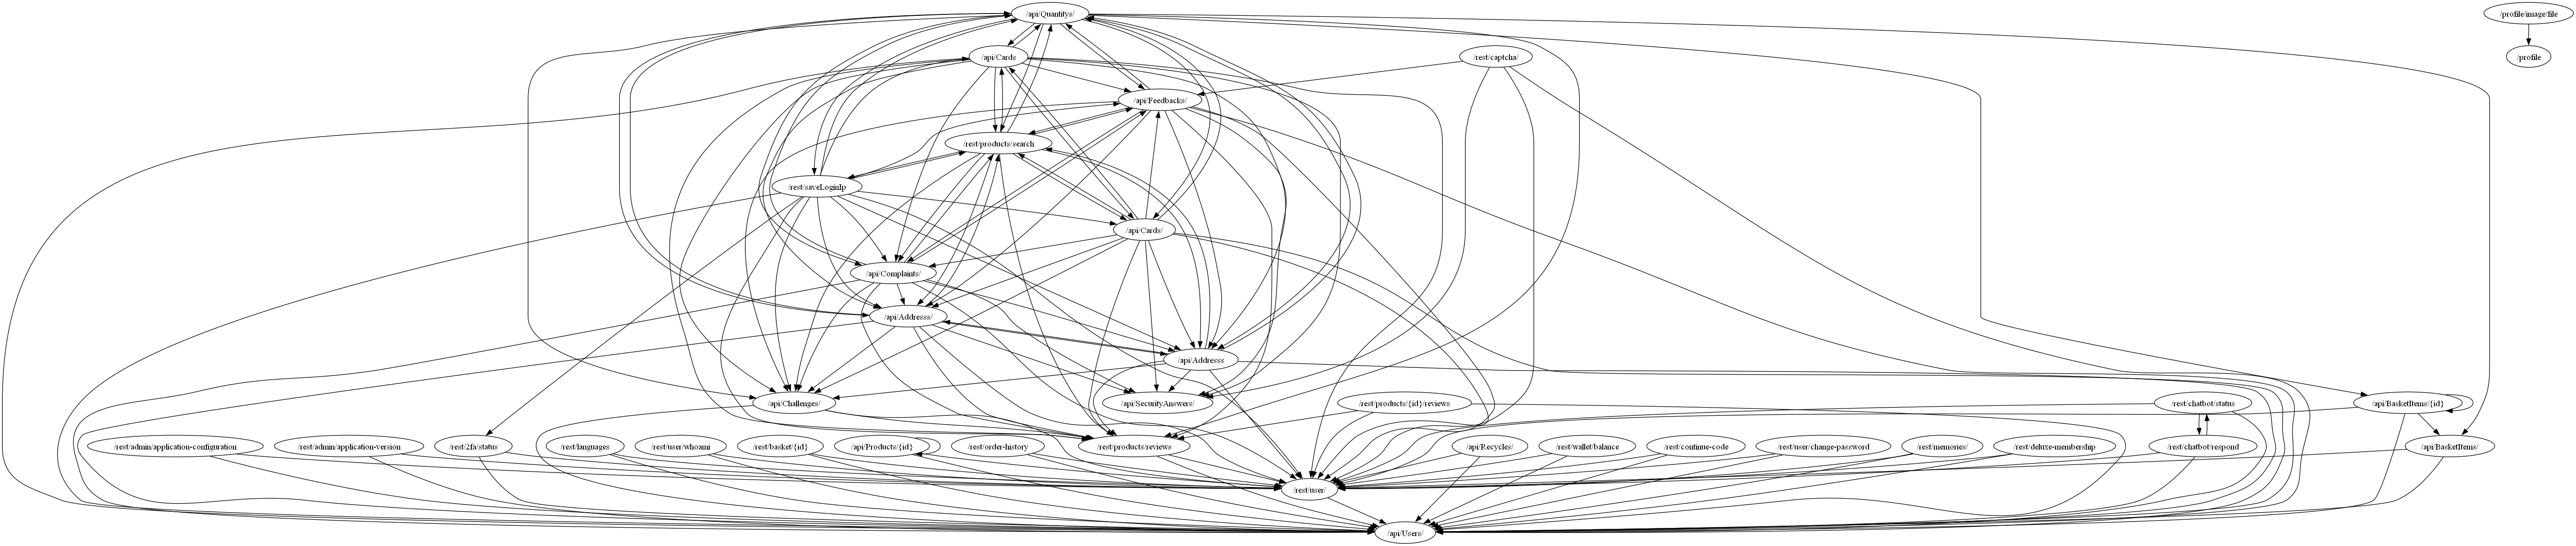 /api/Quantitys/
/profile/image/file
/api/Cards
/rest/captcha/
/profile
/api/Feedbacks/
/rest/products/search
/rest/saveLoginIp
/api/Cards/
/api/Complaints/
/api/Addresss/
/api/Addresss
/api/Challenges/
/api/SecurityAnswers/
/rest/products/{id}/reviews
/rest/chatbot/status
/api/BasketItems/{id}
/rest/admin/application-configuration
/rest/admin/application-version
/rest/2fa/status
/rest/languages
/rest/user/whoami
/rest/basket/{id}
/api/Products/{id}
/rest/order-history
/rest/products/reviews
/api/Recycles/
/rest/wallet/balance
/rest/continue-code
/rest/user/change-password
/rest/memories/
/rest/deluxe-membership
/rest/chatbot/respond
/api/BasketItems/
/rest/user/
/api/Users/